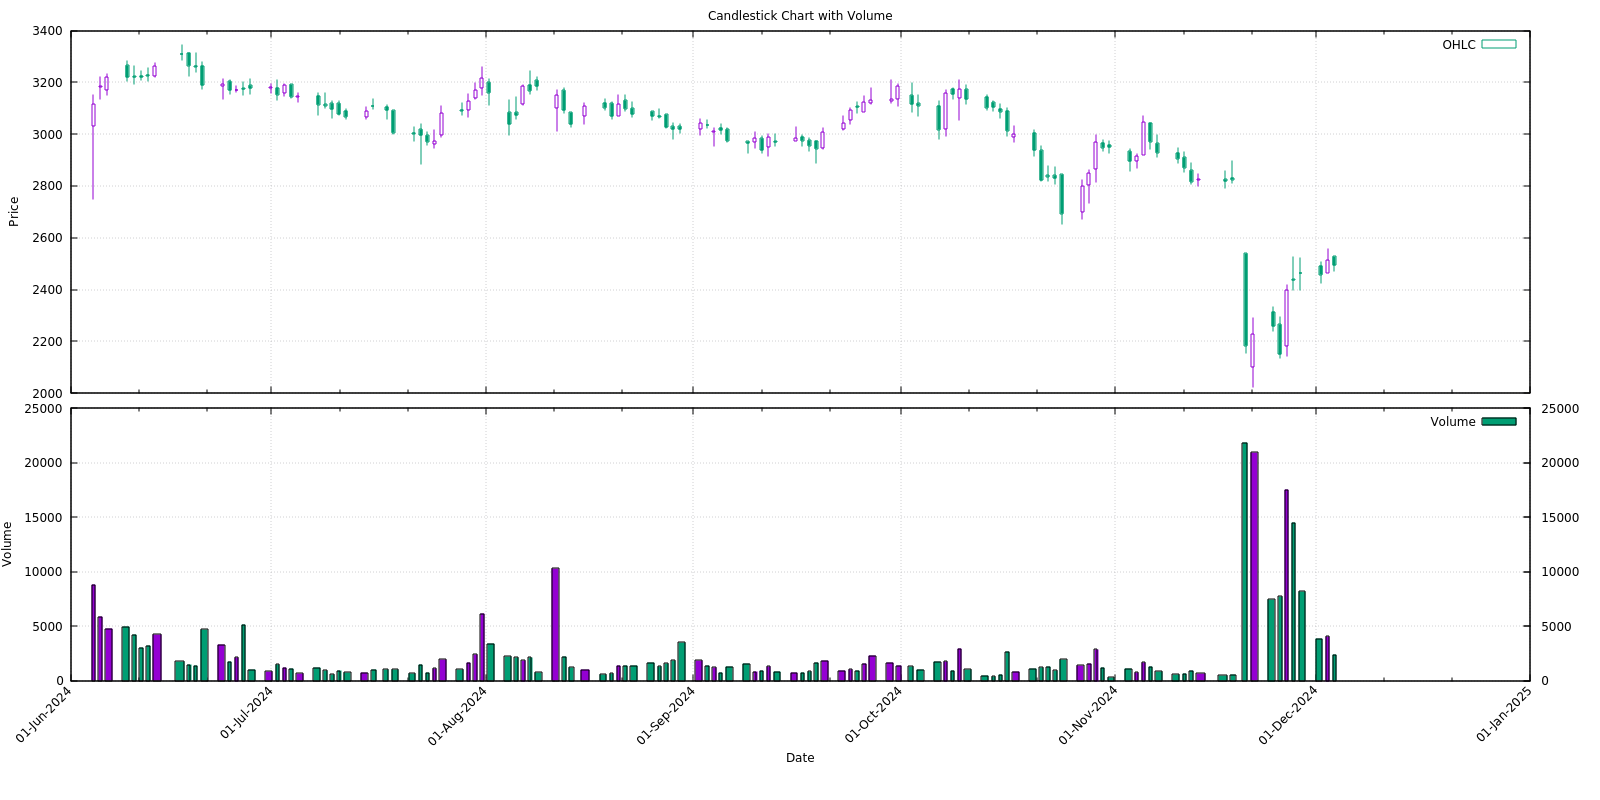 Candlestick Chart with Volume
3400
3200
3000
2800
2600
2400
2200
2000
Price
OHLC
25000
20000
15000
10000
5000
0
Volume
Volume
25000
20000
15000
10000
5000
0
01-Jun-2024
01-Jul-2024
01-Aug-2024
01-Sep-2024
01-Oct-2024
01-Nov-2024
01-Dec-2024
01-Jan-2025
Date